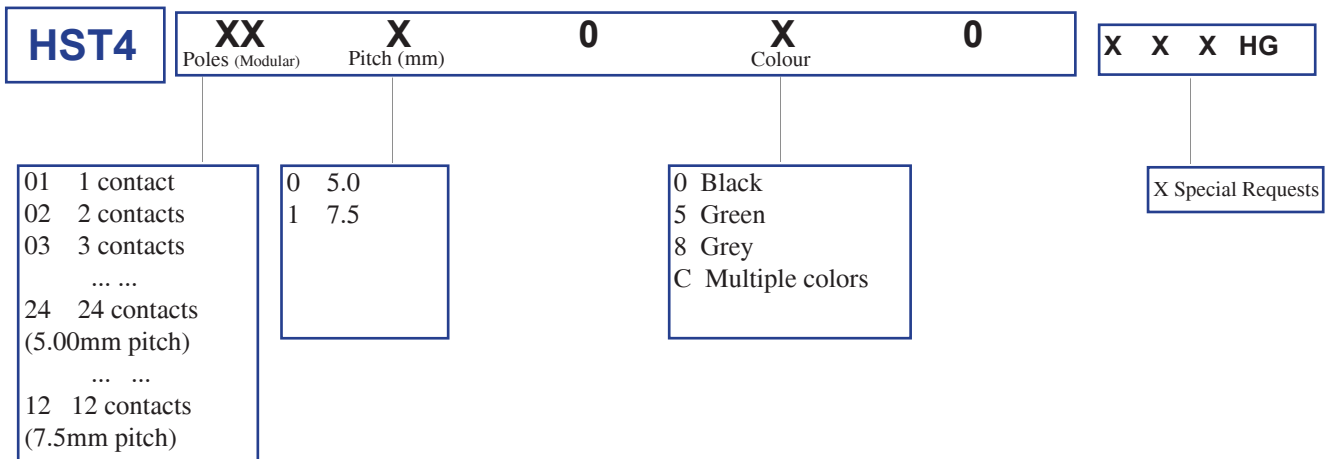 HST4 XX X 0 X 0 X X X HG
Poles (Modular) Pitch (mm) Colour
01 1 contact
02 2 contacts
03 3 contacts
... ...
24 24 contacts
(5.00mm pitch)
... ...
12 12 contacts
(7.5mm pitch)
0 5.0
1 7.5
0 Black
5 Green
8 Grey
C Multiple colors
X Special Requests